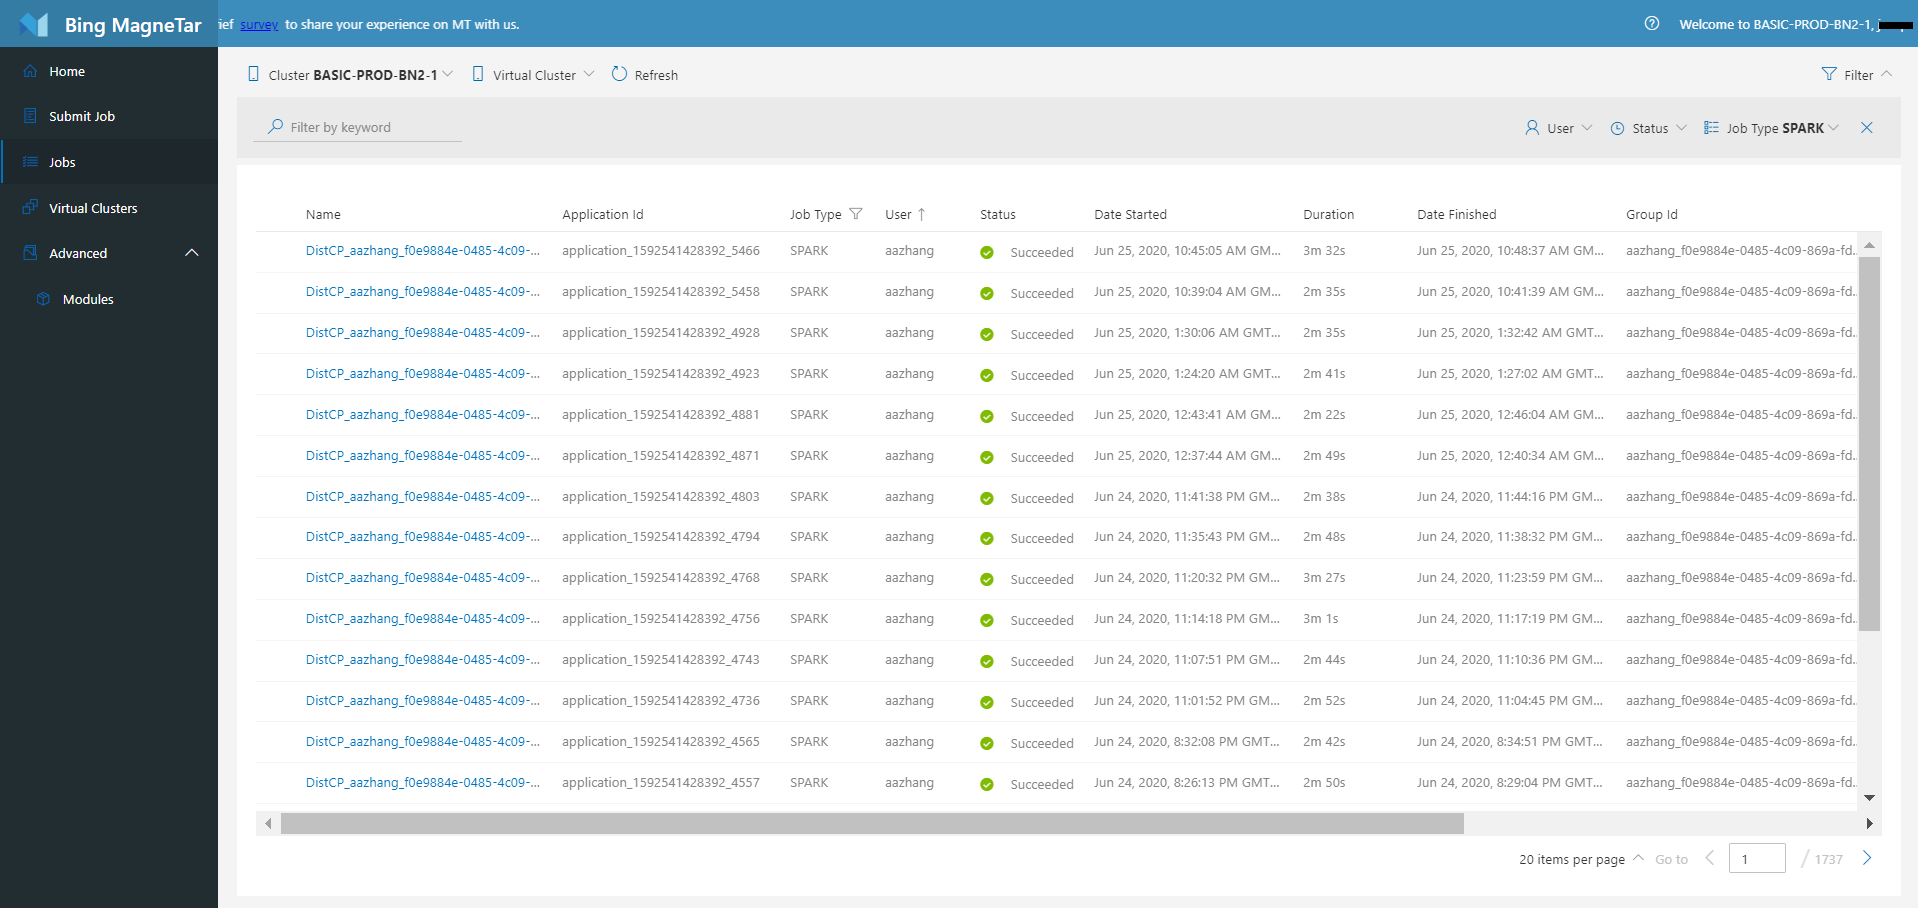 Bing MagneTar
rief survey to share your experience on MT with us.
Welcome to BASIC-PROD-BN2-1,
Home
Submit Job
Jobs
Virtual Clusters
Advanced
Modules
Cluster BASIC-PROD-BN2-1 Virtual Cluster Refresh Filter
Filter by keyword User Status Job Type SPARK
Name Application Id Job Type User Status Date Started Duration Date Finished Group Id
DistCP_aazhang_f0e9884e-0485-4c09-... application_1592541428392_5466 SPARK aazhang Succeeded Jun 25, 2020, 10:45:05 AM GM... 3m 32s Jun 25, 2020, 10:48:37 AM GM... aazhang_f0e9884e-0485-4c09-869a-fd...
DistCP_aazhang_f0e9884e-0485-4c09-... application_1592541428392_5458 SPARK aazhang Succeeded Jun 25, 2020, 10:39:04 AM GM... 2m 35s Jun 25, 2020, 10:41:39 AM GM... aazhang_f0e9884e-0485-4c09-869a-fd...
DistCP_aazhang_f0e9884e-0485-4c09-... application_1592541428392_4928 SPARK aazhang Succeeded Jun 25, 2020, 1:30:06 AM GMT... 2m 35s Jun 25, 2020, 1:32:42 AM GMT... aazhang_f0e9884e-0485-4c09-869a-fd...
DistCP_aazhang_f0e9884e-0485-4c09-... application_1592541428392_4923 SPARK aazhang Succeeded Jun 25, 2020, 1:24:20 AM GMT... 2m 41s Jun 25, 2020, 1:27:02 AM GMT... aazhang_f0e9884e-0485-4c09-869a-fd...
DistCP_aazhang_f0e9884e-0485-4c09-... application_1592541428392_4881 SPARK aazhang Succeeded Jun 25, 2020, 12:43:41 AM GM... 2m 22s Jun 25, 2020, 12:46:04 AM GM... aazhang_f0e9884e-0485-4c09-869a-fd...
DistCP_aazhang_f0e9884e-0485-4c09-... application_1592541428392_4871 SPARK aazhang Succeeded Jun 25, 2020, 12:37:44 AM GM... 2m 49s Jun 25, 2020, 12:40:34 AM GM... aazhang_f0e9884e-0485-4c09-869a-fd...
DistCP_aazhang_f0e9884e-0485-4c09-... application_1592541428392_4803 SPARK aazhang Succeeded Jun 24, 2020, 11:41:38 PM GM... 2m 38s Jun 24, 2020, 11:44:16 PM GM... aazhang_f0e9884e-0485-4c09-869a-fd...
DistCP_aazhang_f0e9884e-0485-4c09-... application_1592541428392_4794 SPARK aazhang Succeeded Jun 24, 2020, 11:35:43 PM GM... 2m 48s Jun 24, 2020, 11:38:32 PM GM... aazhang_f0e9884e-0485-4c09-869a-fd...
DistCP_aazhang_f0e9884e-0485-4c09-... application_1592541428392_4768 SPARK aazhang Succeeded Jun 24, 2020, 11:20:32 PM GM... 3m 27s Jun 24, 2020, 11:23:59 PM GM... aazhang_f0e9884e-0485-4c09-869a-fd...
DistCP_aazhang_f0e9884e-0485-4c09-... application_1592541428392_4756 SPARK aazhang Succeeded Jun 24, 2020, 11:14:18 PM GM... 3m 1s Jun 24, 2020, 11:17:19 PM GM... aazhang_f0e9884e-0485-4c09-869a-fd...
DistCP_aazhang_f0e9884e-0485-4c09-... application_1592541428392_4743 SPARK aazhang Succeeded Jun 24, 2020, 11:07:51 PM GM... 2m 44s Jun 24, 2020, 11:10:36 PM GM... aazhang_f0e9884e-0485-4c09-869a-fd...
DistCP_aazhang_f0e9884e-0485-4c09-... application_1592541428392_4736 SPARK aazhang Succeeded Jun 24, 2020, 11:01:52 PM GM... 2m 52s Jun 24, 2020, 11:04:45 PM GM... aazhang_f0e9884e-0485-4c09-869a-fd...
DistCP_aazhang_f0e9884e-0485-4c09-... application_1592541428392_4565 SPARK aazhang Succeeded Jun 24, 2020, 8:32:08 PM GMT... 2m 42s Jun 24, 2020, 8:34:51 PM GMT... aazhang_f0e9884e-0485-4c09-869a-fd...
DistCP_aazhang_f0e9884e-0485-4c09-... application_1592541428392_4557 SPARK aazhang Succeeded Jun 24, 2020, 8:26:13 PM GMT... 2m 50s Jun 24, 2020, 8:29:04 PM GMT... aazhang_f0e9884e-0485-4c09-869a-fd...
20 items per page Go to 1 / 1737